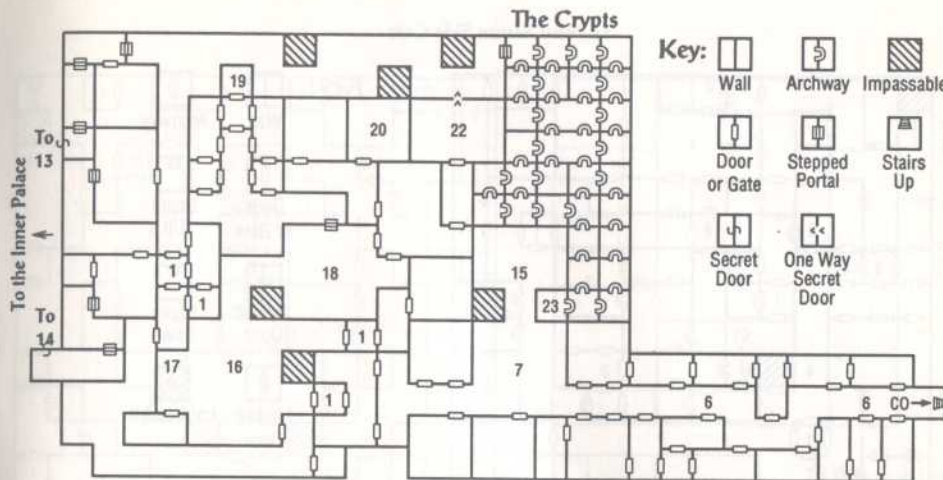 The Crypts
Key:
Wall
Archway
Impassable
Door
or Gate
Stepped
Portal
Stairs
Up
Secret
Door
One Way
Secret
Door
To
13
To the Inner Palace
To
14
19
20
22
1
1
18
15
23
1
17
16
1
7
6
6
CO